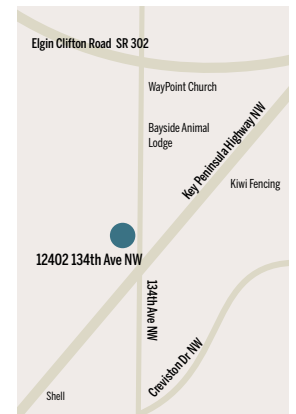 Elgin Clifton Road SR 302
WayPoint Church
Bayside Animal
Lodge
Key Peninsula Highway NW
Kiwi Fencing
12402 134th Ave NW
134th Ave NW
Creviston Dr NW
Shell